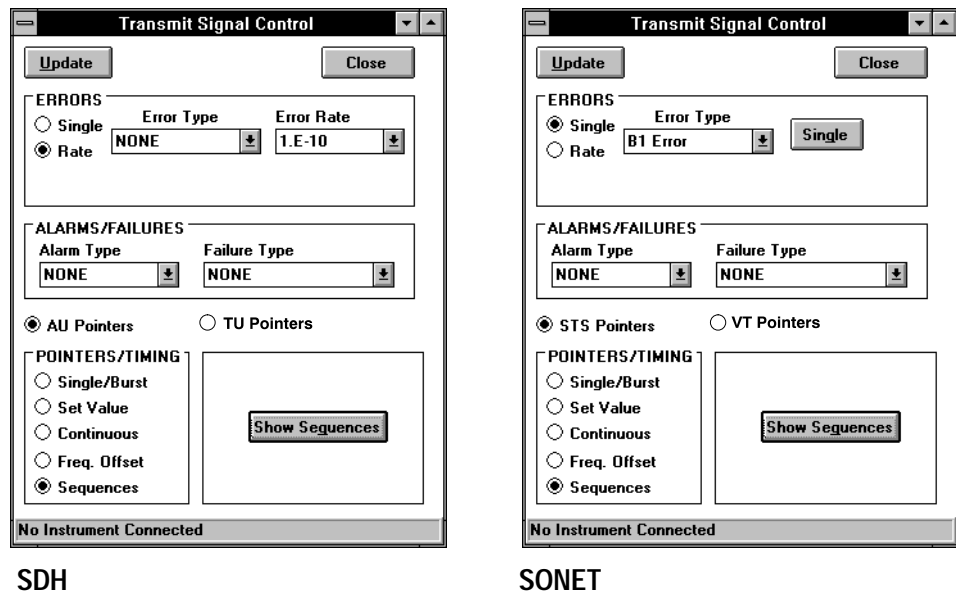 Transmit Signal Control
Update Close
ERRORS
Single
Rate
Error Type Error Rate
NONE 1.E-10
ALARMS/FAILURES
Alarm Type Failure Type
NONE NONE
AU Pointers TU Pointers
POINTERS/TIMING
Single/Burst
Set Value
Continuous
Freq. Offset
Sequences
Show Sequences
No Instrument Connected
SDH
Transmit Signal Control
Update Close
ERRORS
Single
Rate
Error Type
B1 Error Single
ALARMS/FAILURES
Alarm Type Failure Type
NONE NONE
STS Pointers VT Pointers
POINTERS/TIMING
Single/Burst
Set Value
Continuous
Freq. Offset
Sequences
Show Sequences
No Instrument Connected
SONET